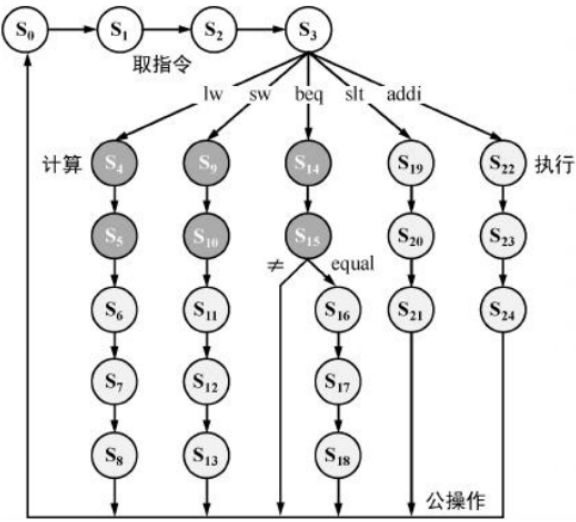 S₀ S₁ S₂ S₃
取指令
lw sw beq slt addi
计算 S₄ S₉ S₁₄ S₁₉ S₂₂ 执行
S₅ S₁₀ S₁₅ S₂₀ S₂₃
≠ equal
S₆ S₁₁ S₁₆ S₂₁ S₂₄
S₇ S₁₂ S₁₇
S₈ S₁₃ S₁₈
公操作